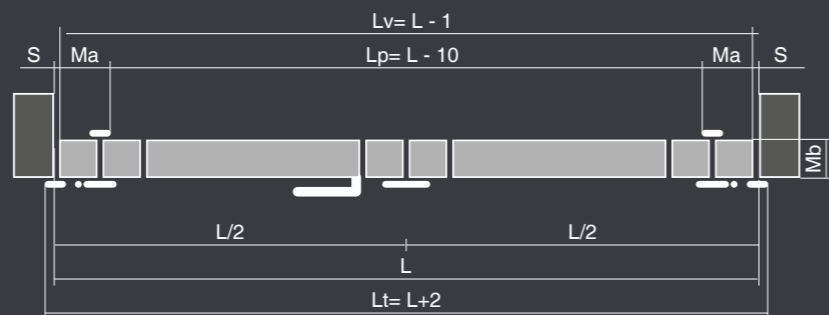 Lv= L - 1
S Ma Lp= L - 10 Ma S
Mb
L/2 L/2
L
Lt= L+2